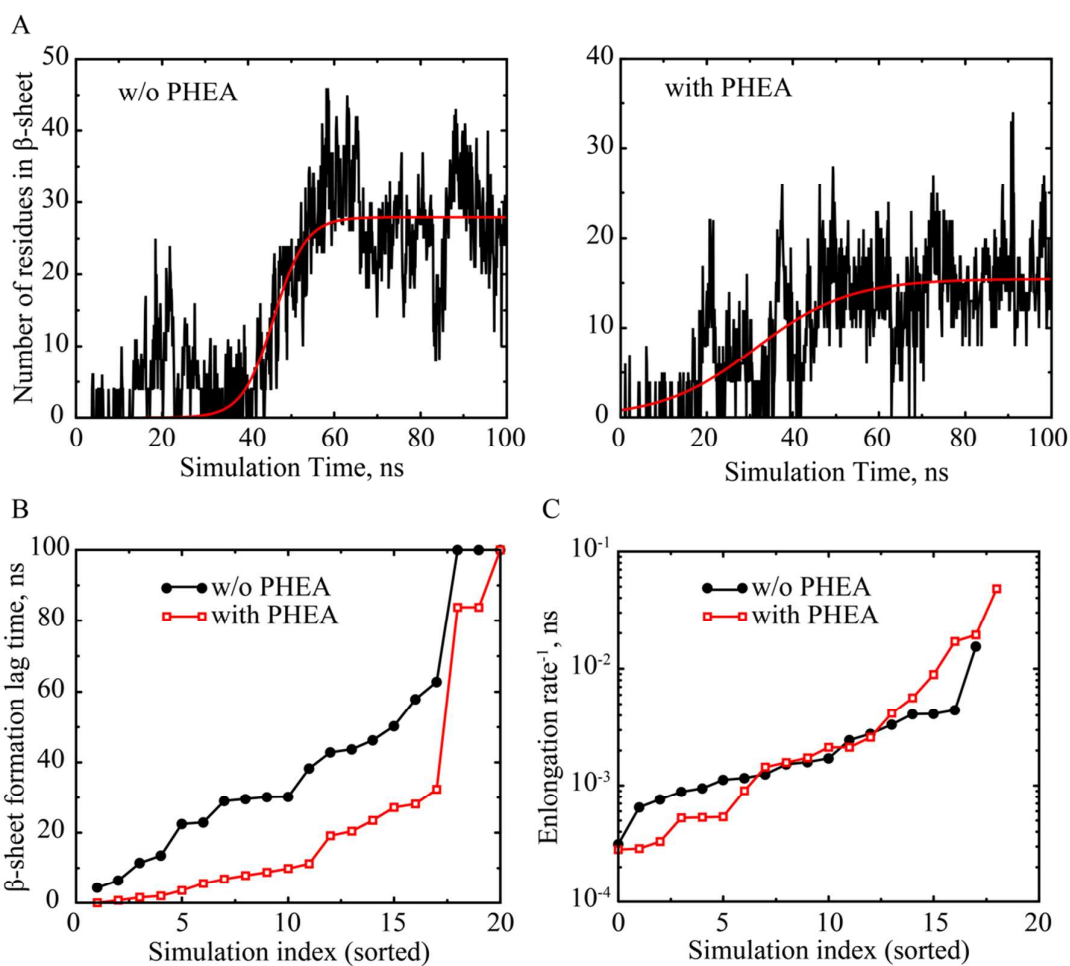 A
Number of residues in β-sheet
50
40
30
20
10
0
w/o PHEA
0 20 40 60 80 100
Simulation Time, ns
40
30
20
10
0
with PHEA
0 20 40 60 80 100
Simulation Time, ns
B
β-sheet formation lag time, ns
100
80
60
40
20
0
w/o PHEA
with PHEA
0 5 10 15 20
Simulation index (sorted)
C
Enlongation rate⁻¹, ns
10⁻¹
10⁻²
10⁻³
10⁻⁴
w/o PHEA
with PHEA
0 5 10 15 20
Simulation index (sorted)